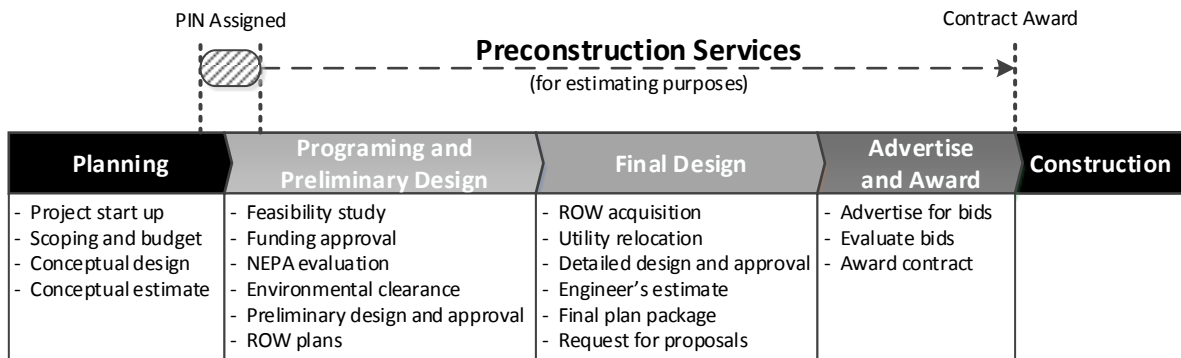 PIN Assigned
Contract Award
Preconstruction Services
(for estimating purposes)
Planning
Programing and
Preliminary Design
Final Design
Advertise
and Award
Construction
- Project start up
- Scoping and budget
- Conceptual design
- Conceptual estimate
- Feasibility study
- Funding approval
- NEPA evaluation
- Environmental clearance
- Preliminary design and approval
- ROW plans
- ROW acquisition
- Utility relocation
- Detailed design and approval
- Engineer's estimate
- Final plan package
- Request for proposals
- Advertise for bids
- Evaluate bids
- Award contract